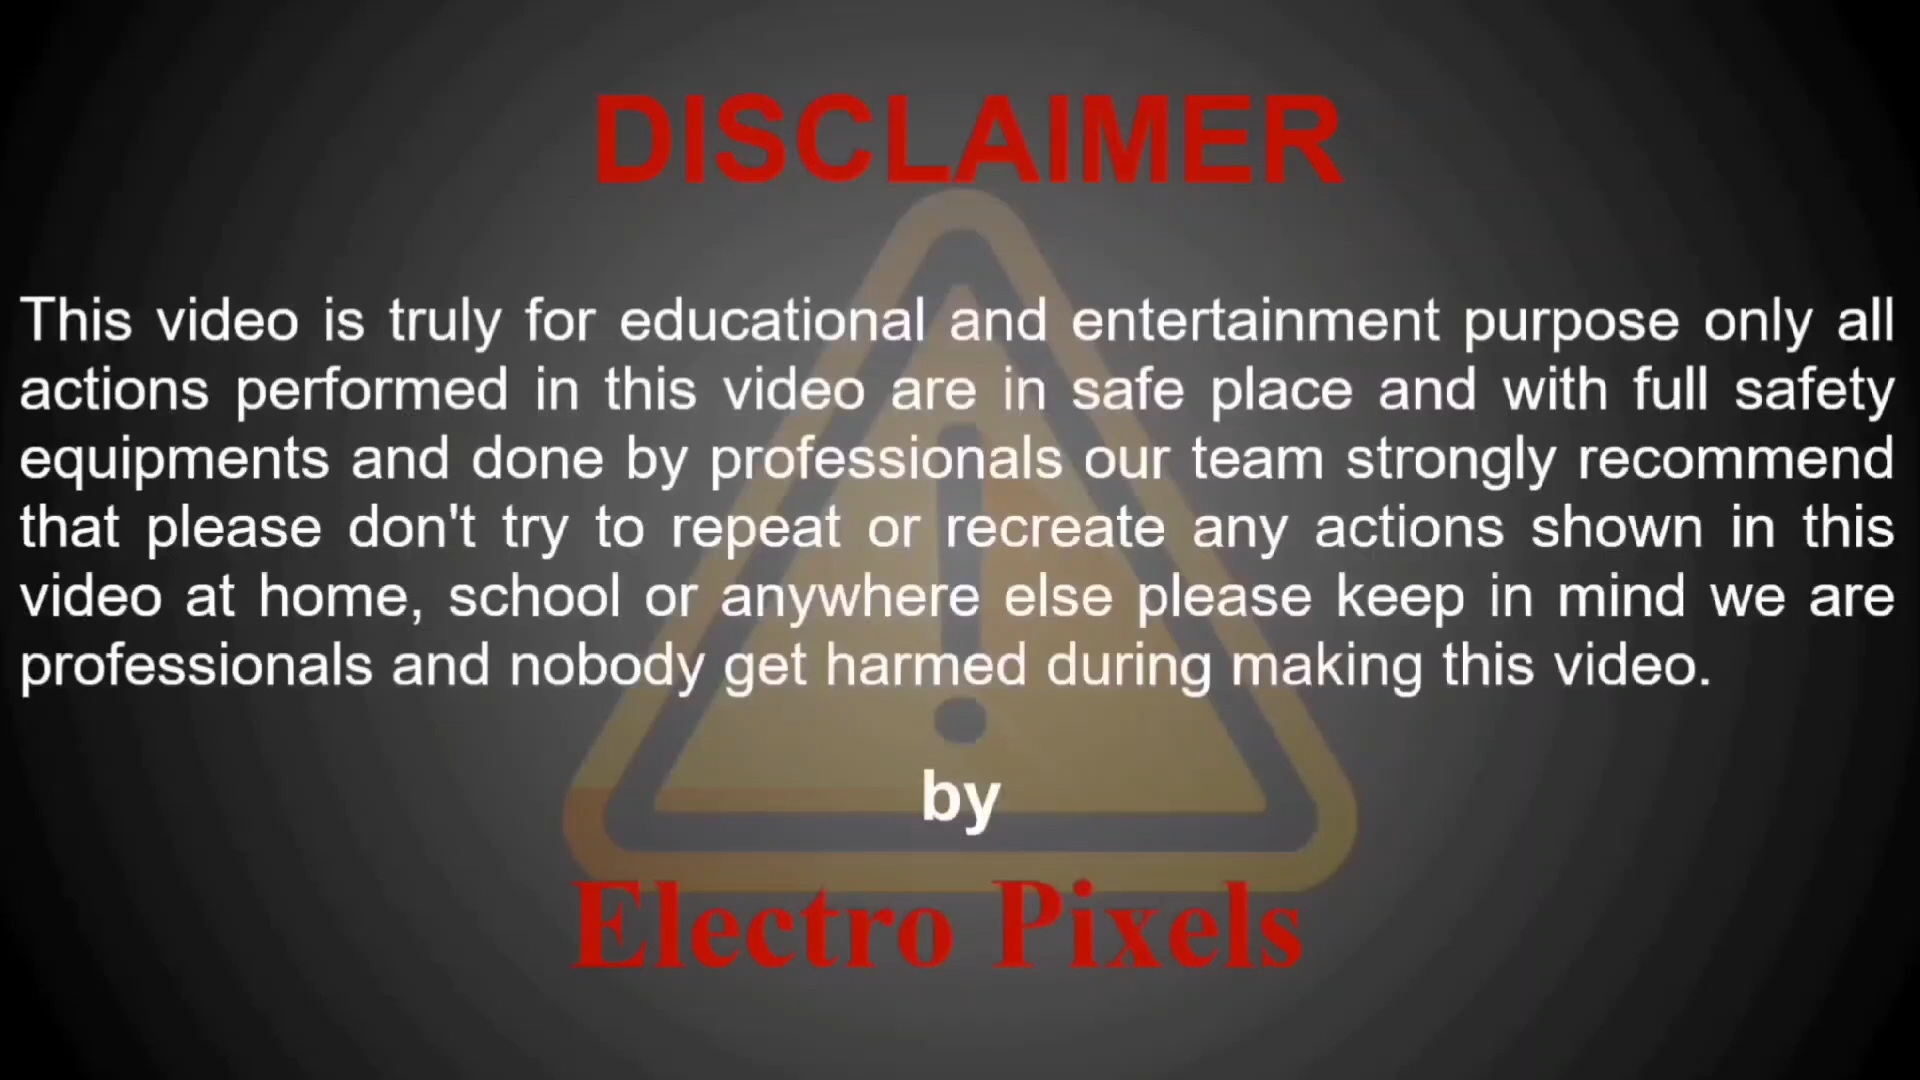 DISCLAIMER
This video is truly for educational and entertainment purpose only all
actions performed in this video are in safe place and with full safety
equipments and done by professionals our team strongly recommend
that please don't try to repeat or recreate any actions shown in this
video at home, school or anywhere else please keep in mind we are
professionals and nobody get harmed during making this video.
by
Electro Pixels